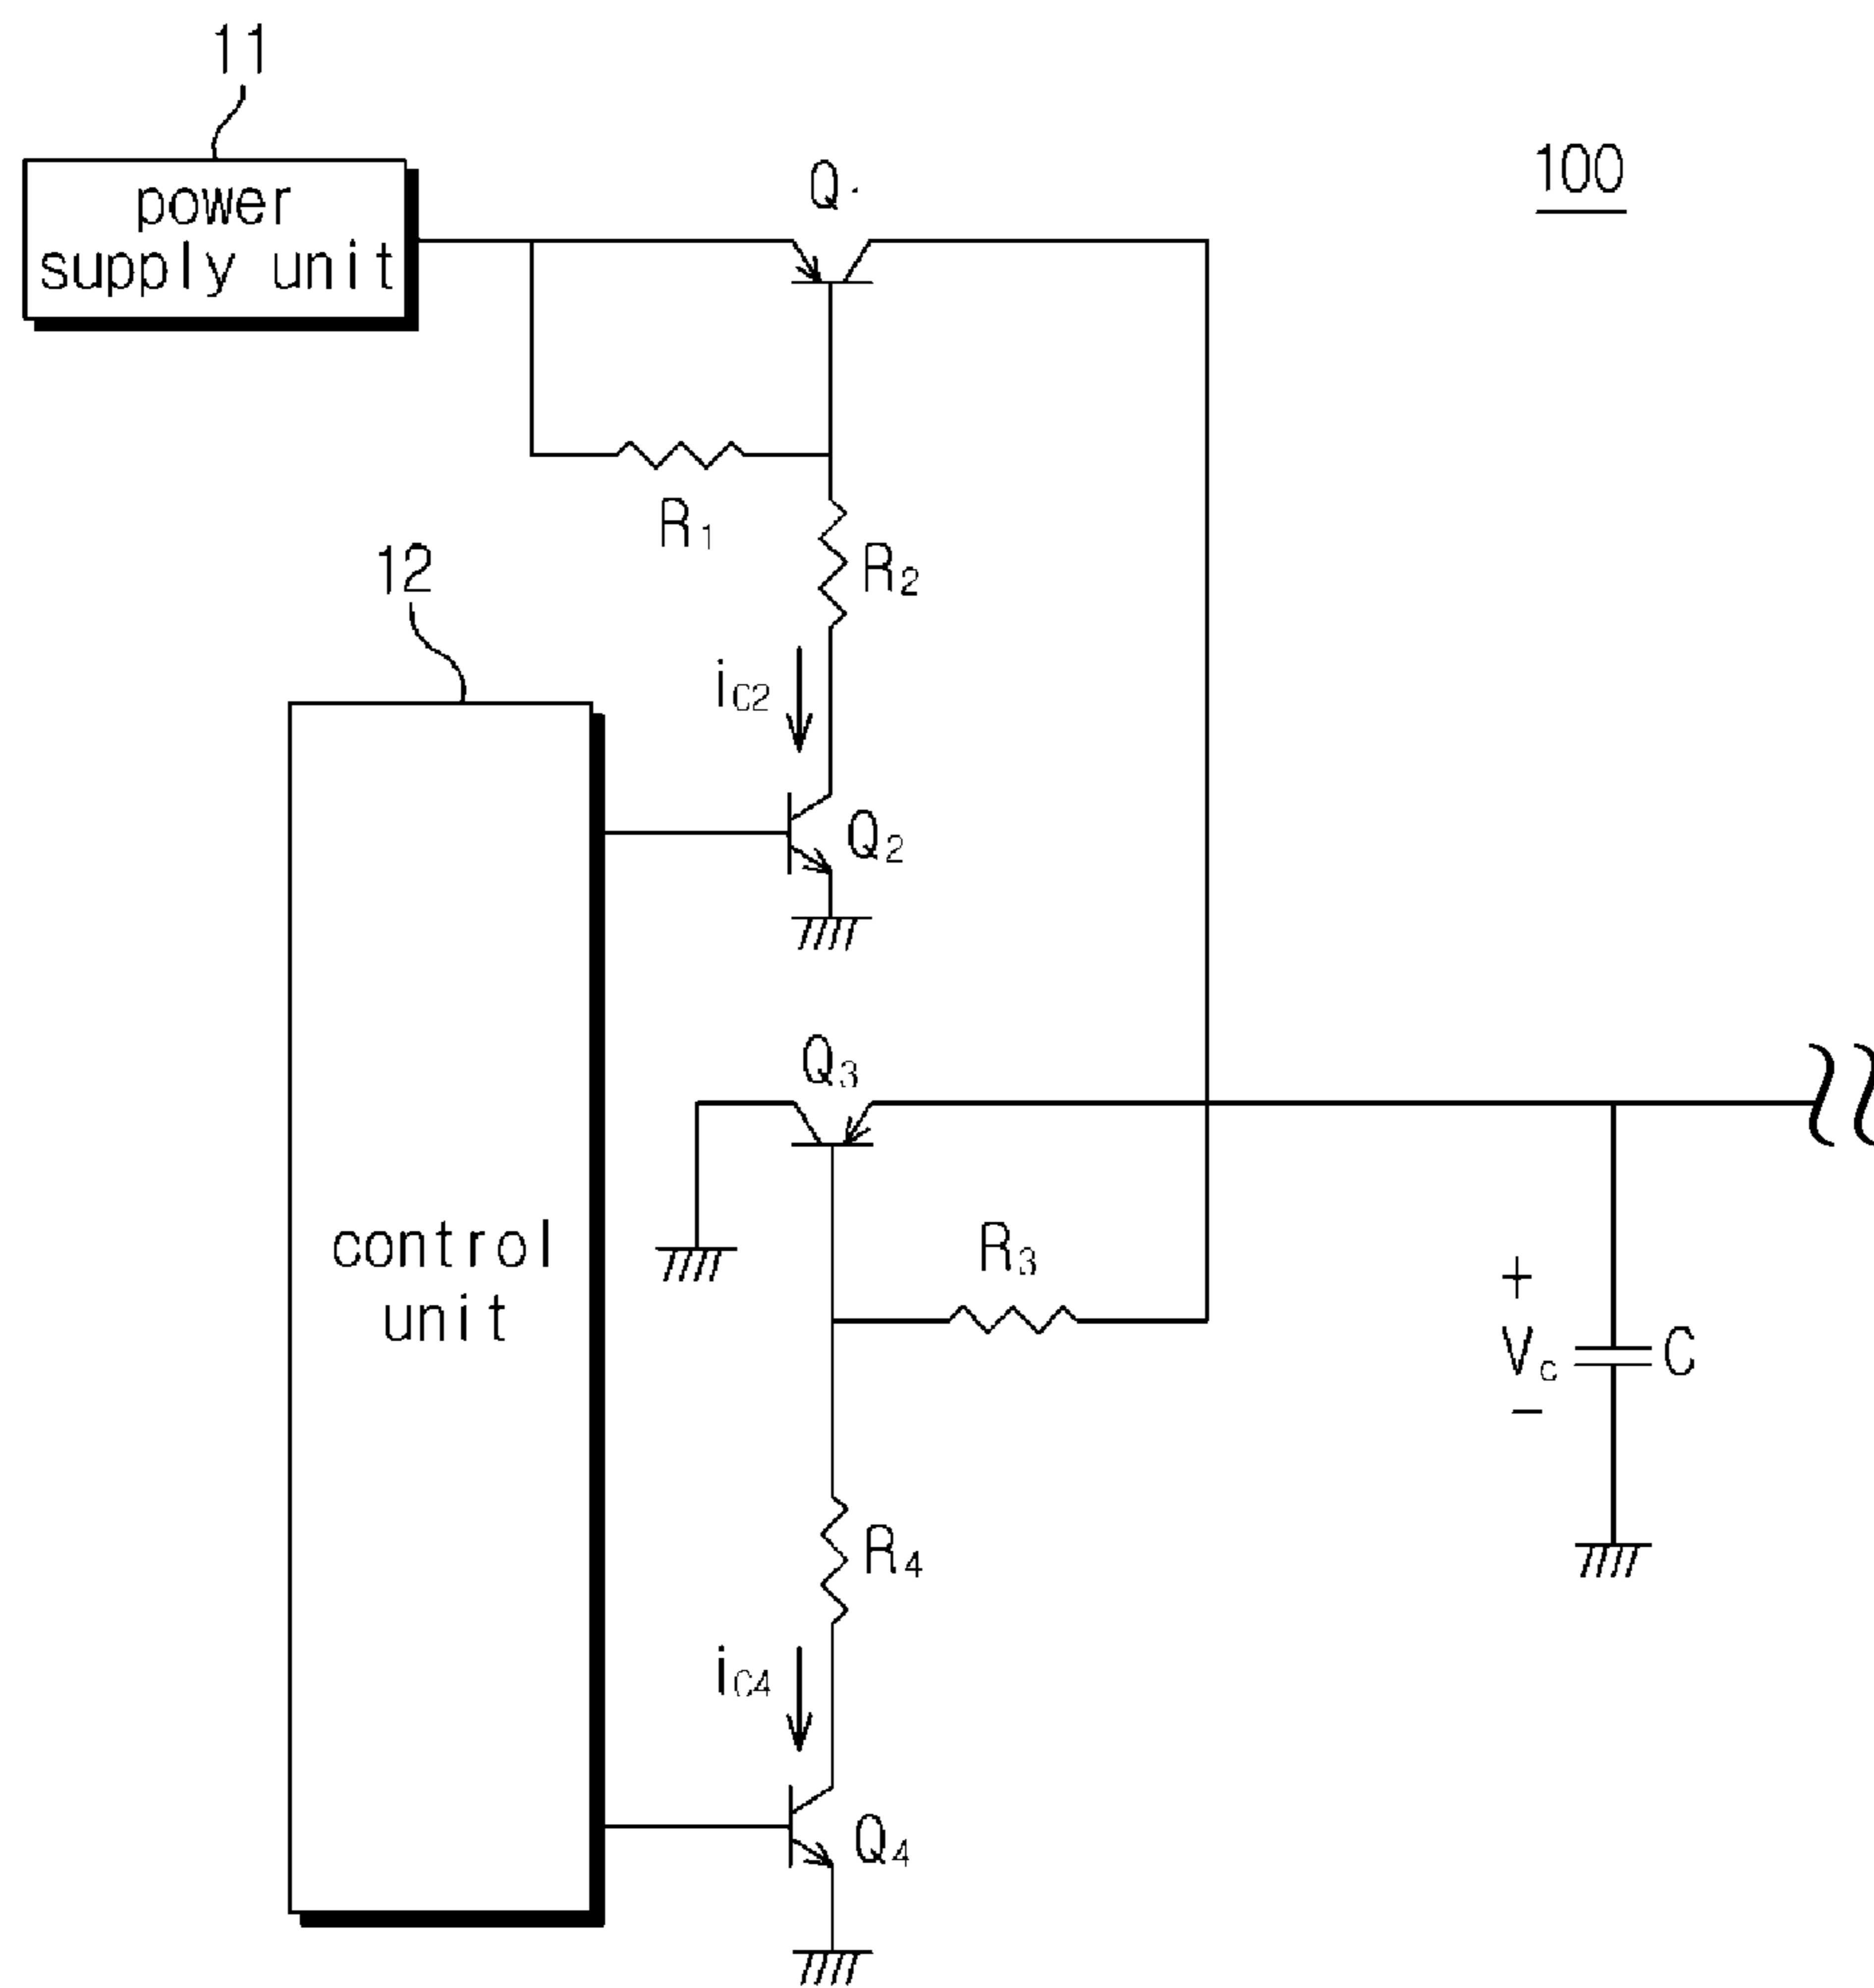 11
power
supply unit
Q
100
R1
R2
12
iC2
Q2
Q3
control
unit
R3
+
Vc
−
C
R4
iC4
Q4